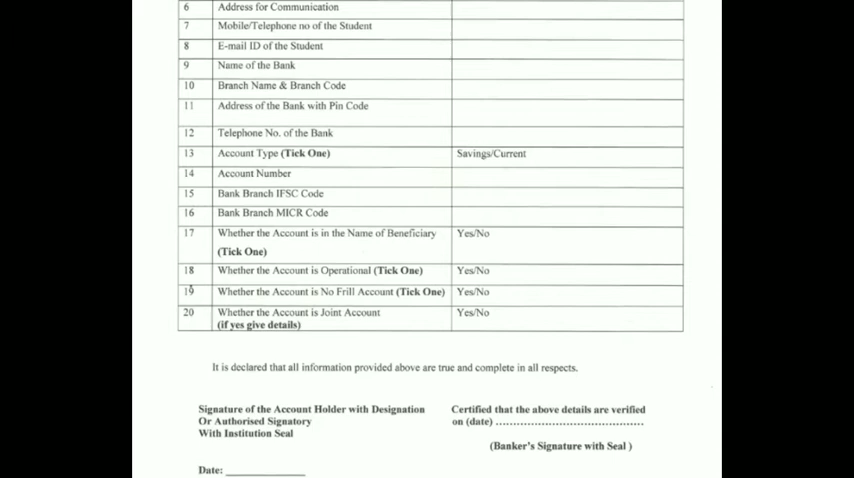 6 Address for Communication
7 Mobile/Telephone no of the Student
8 E-mail ID of the Student
9 Name of the Bank
10 Branch Name & Branch Code
11 Address of the Bank with Pin Code
12 Telephone No. of the Bank
13 Account Type (Tick One) Savings/Current
14 Account Number
15 Bank Branch IFSC Code
16 Bank Branch MICR Code
17 Whether the Account is in the Name of Beneficiary Yes/No
(Tick One)
18 Whether the Account is Operational (Tick One) Yes/No
19 Whether the Account is No Frill Account (Tick One) Yes/No
20 Whether the Account is Joint Account Yes/No
(if yes give details)
It is declared that all information provided above are true and complete in all respects.
Signature of the Account Holder with Designation
Or Authorised Signatory
With Institution Seal
Certified that the above details are verified
on (date) ..........................................
(Banker's Signature with Seal )
Date: _______________